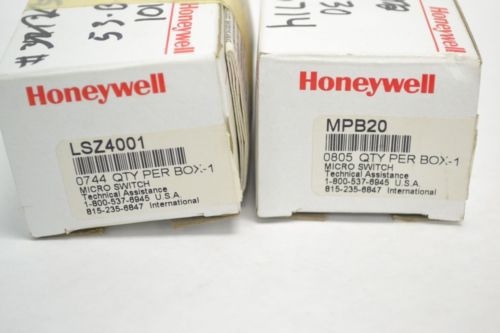 Honeywell
LSZ4001
0744 QTY PER BOX-1
MICRO SWITCH
Technical Assistance
1-800-537-6945 U.S.A.
815-235-6847 International
Honeywell
MPB20
0805 QTY PER BOX-1
MICRO SWITCH
Technical Assistance
1-800-537-6945 U.S.A.
815-235-6847 International